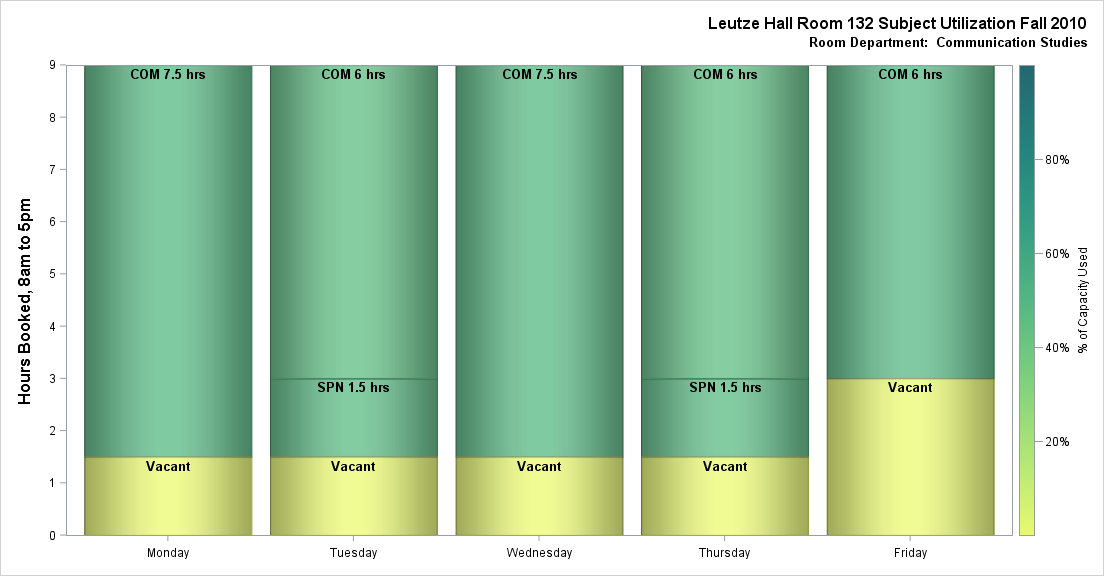 Leutze Hall Room 132 Subject Utilization Fall 2010
Room Department:  Communication Studies
Hours Booked, 8am to 5pm
9
8
7
6
5
4
3
2
1
0
COM 7.5 hrs
COM 6 hrs
COM 7.5 hrs
COM 6 hrs
COM 6 hrs
SPN 1.5 hrs
SPN 1.5 hrs
Vacant
Vacant
Vacant
Vacant
Vacant
Monday
Tuesday
Wednesday
Thursday
Friday
80%
60%
40%
20%
% of Capacity Used